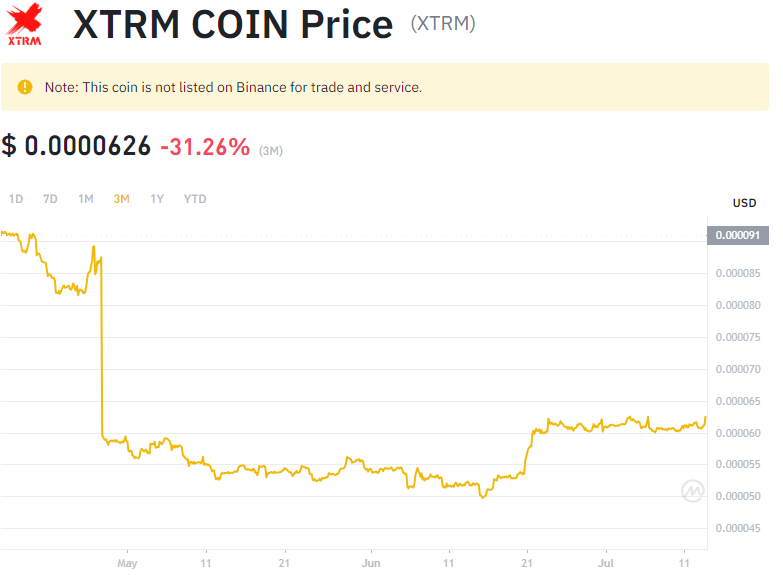 XTRM
XTRM COIN Price (XTRM)
Note: This coin is not listed on Binance for trade and service.
$ 0.0000626 -31.26% (3M)
1D 7D 1M 3M 1Y YTD
USD
0.000091
0.000085
0.000080
0.000070
0.000070
0.000065
0.000060
0.000055
0.000050
0.000045
May 11 21 Jun 11 21 Jul 11